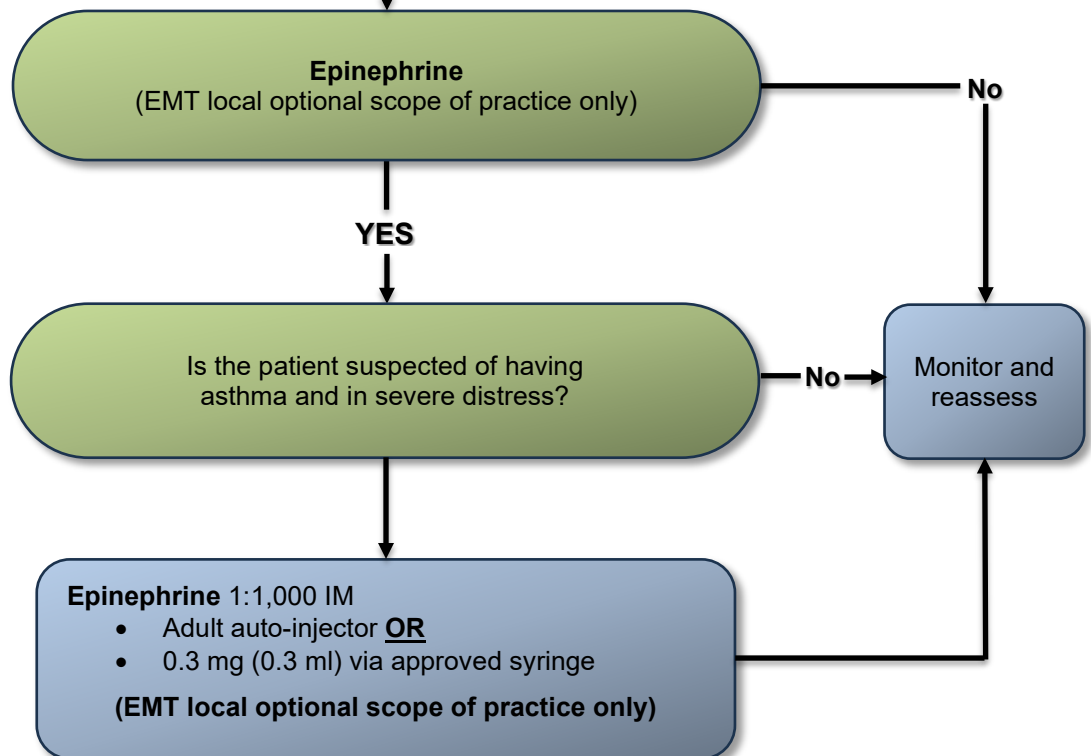 Epinephrine
(EMT local optional scope of practice only)
No
YES
Is the patient suspected of having
asthma and in severe distress?
No
Monitor and
reassess
Epinephrine 1:1,000 IM
• Adult auto-injector OR
• 0.3 mg (0.3 ml) via approved syringe
(EMT local optional scope of practice only)